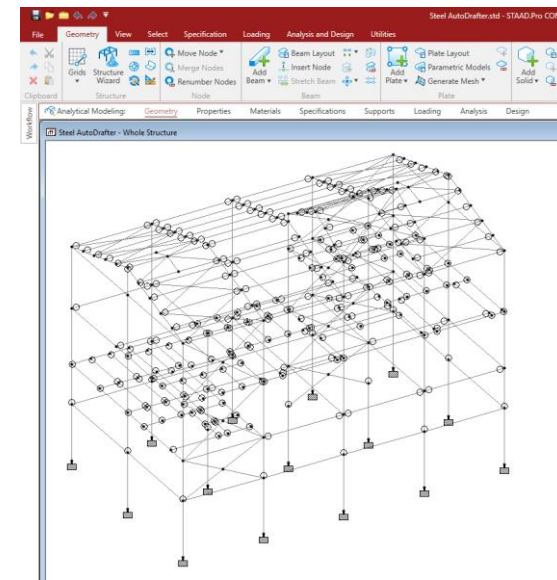 Steel AutoDrafter.std - STAAD.Pro CON
File Geometry View Select Specification Loading Analysis and Design Utilities
Grids
Structure Wizard
Move Node
Merge Nodes
Renumber Nodes
Add Beam
Beam Layout
Insert Node
Stretch Beam
Add Plate
Plate Layout
Parametric Models
Generate Mesh
Add Solid
Clipboard Structure Node Beam Plate
Workflow
Analytical Modeling: Geometry Properties Materials Specifications Supports Loading Analysis Design
Steel AutoDrafter - Whole Structure